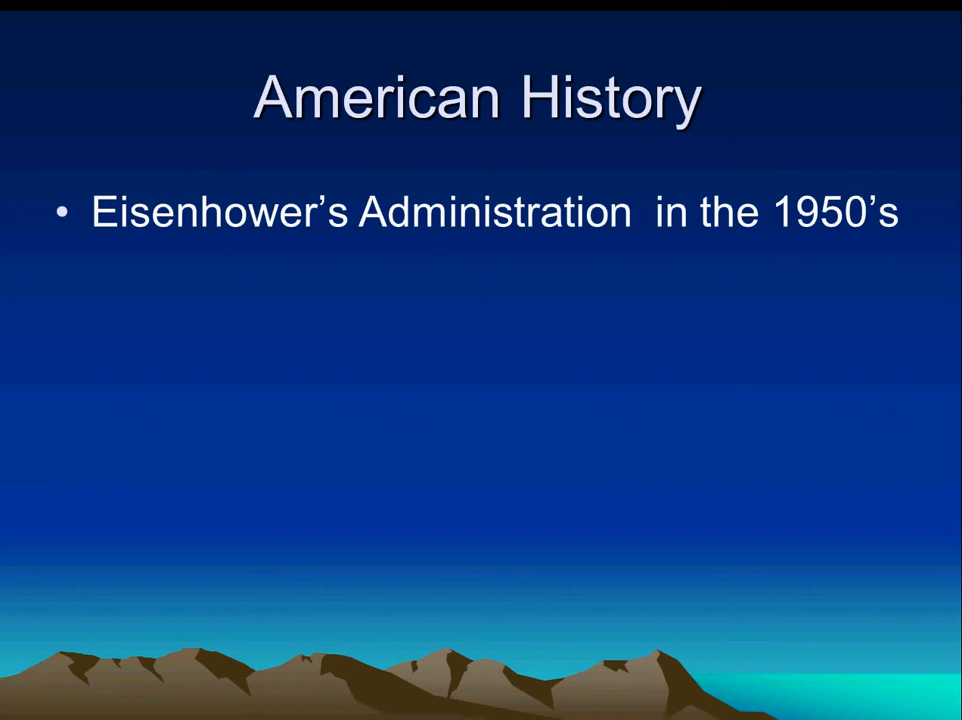 American History
• Eisenhower’s Administration  in the 1950’s